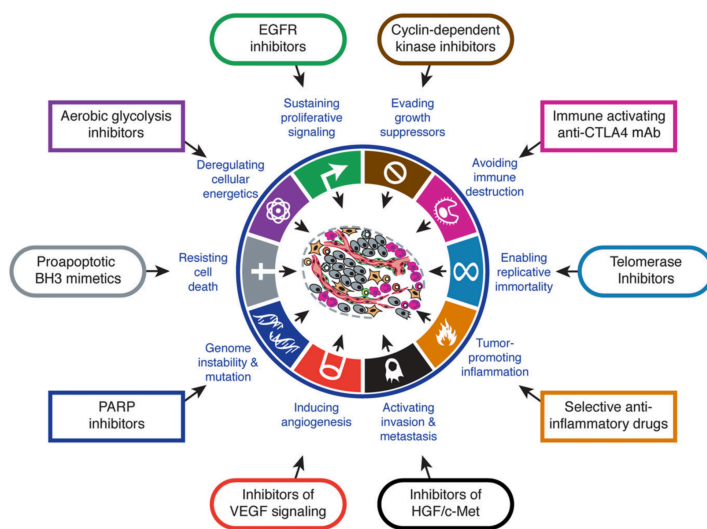 EGFR
inhibitors
Cyclin-dependent
kinase inhibitors
Sustaining
proliferative
signaling
Evading
growth
suppressors
Aerobic glycolysis
inhibitors
Immune activating
anti-CTLA4 mAb
Deregulating
cellular
energetics
Avoiding
immune
destruction
Proapoptotic
BH3 mimetics
Resisting
cell
death
Enabling
replicative
immortality
Telomerase
Inhibitors
Genome
instability &
mutation
Tumor-
promoting
inflammation
PARP
inhibitors
Inducing
angiogenesis
Activating
invasion &
metastasis
Selective anti-
inflammatory drugs
Inhibitors of
VEGF signaling
Inhibitors of
HGF/c-Met